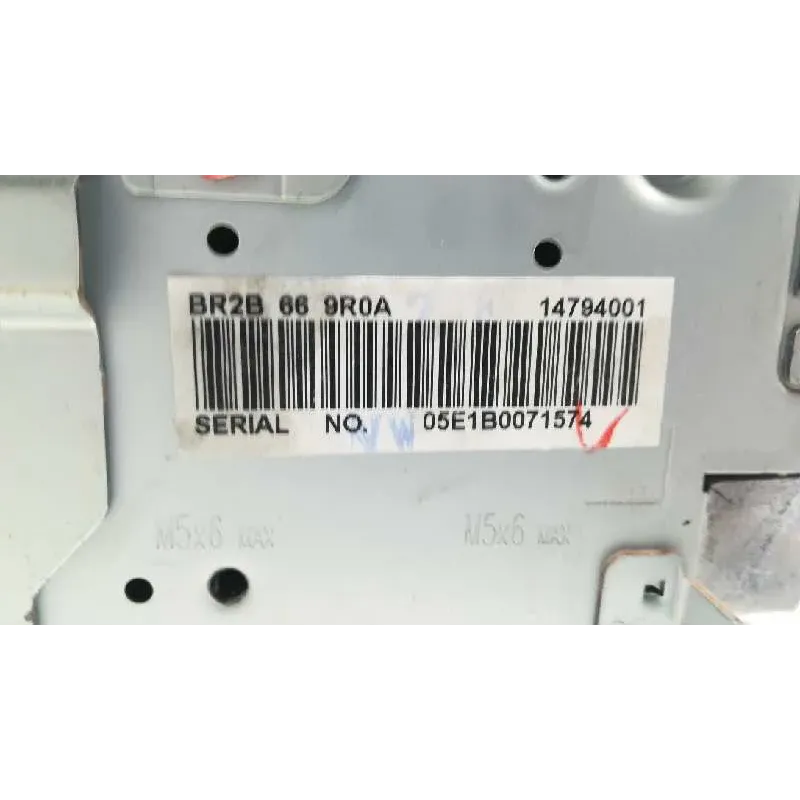 BR2B 66 9R0A 14794001
SERIAL NO. 05E1B0071574
M5x6 MAX M5x6 MAX